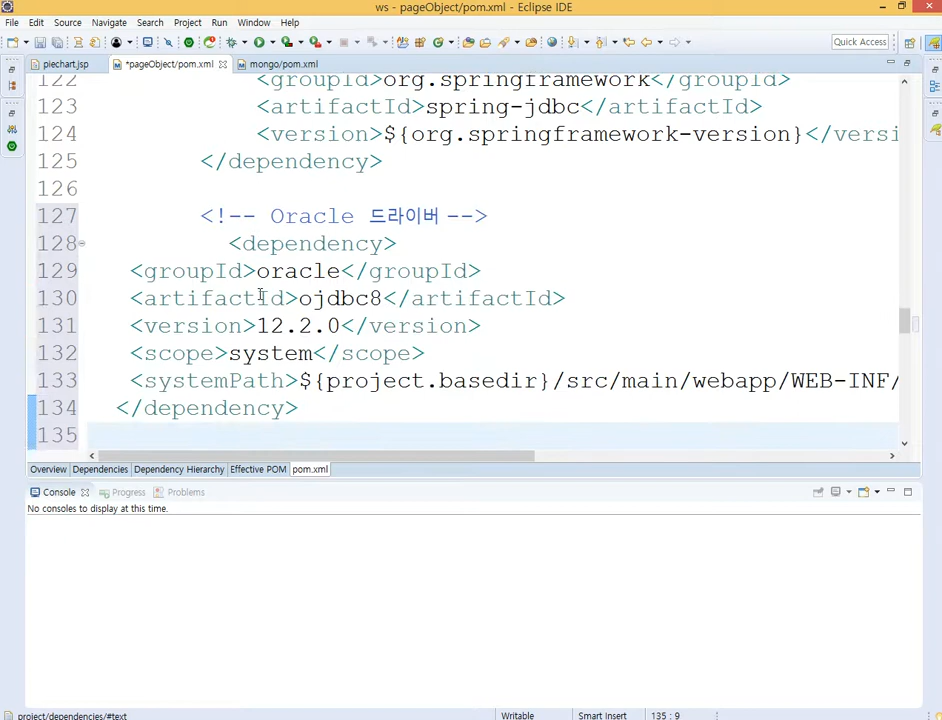 ws - pageObject/pom.xml - Eclipse IDE
File Edit Source Navigate Search Project Run Window Help
Quick Access
piechart.jsp *pageObject/pom.xml mongo/pom.xml
122 <groupId>org.springframework</groupId>
123 <artifactId>spring-jdbc</artifactId>
124 <version>${org.springframework-version}</versi
125 </dependency>
126
127 <!-- Oracle 드라이버 -->
128 <dependency>
129 <groupId>oracle</groupId>
130 <artifactId>ojdbc8</artifactId>
131 <version>12.2.0</version>
132 <scope>system</scope>
133 <systemPath>${project.basedir}/src/main/webapp/WEB-INF/
134 </dependency>
135
Overview Dependencies Dependency Hierarchy Effective POM pom.xml
Console Progress Problems
No consoles to display at this time.
project/dependencies/#text Writable Smart Insert 135 : 9